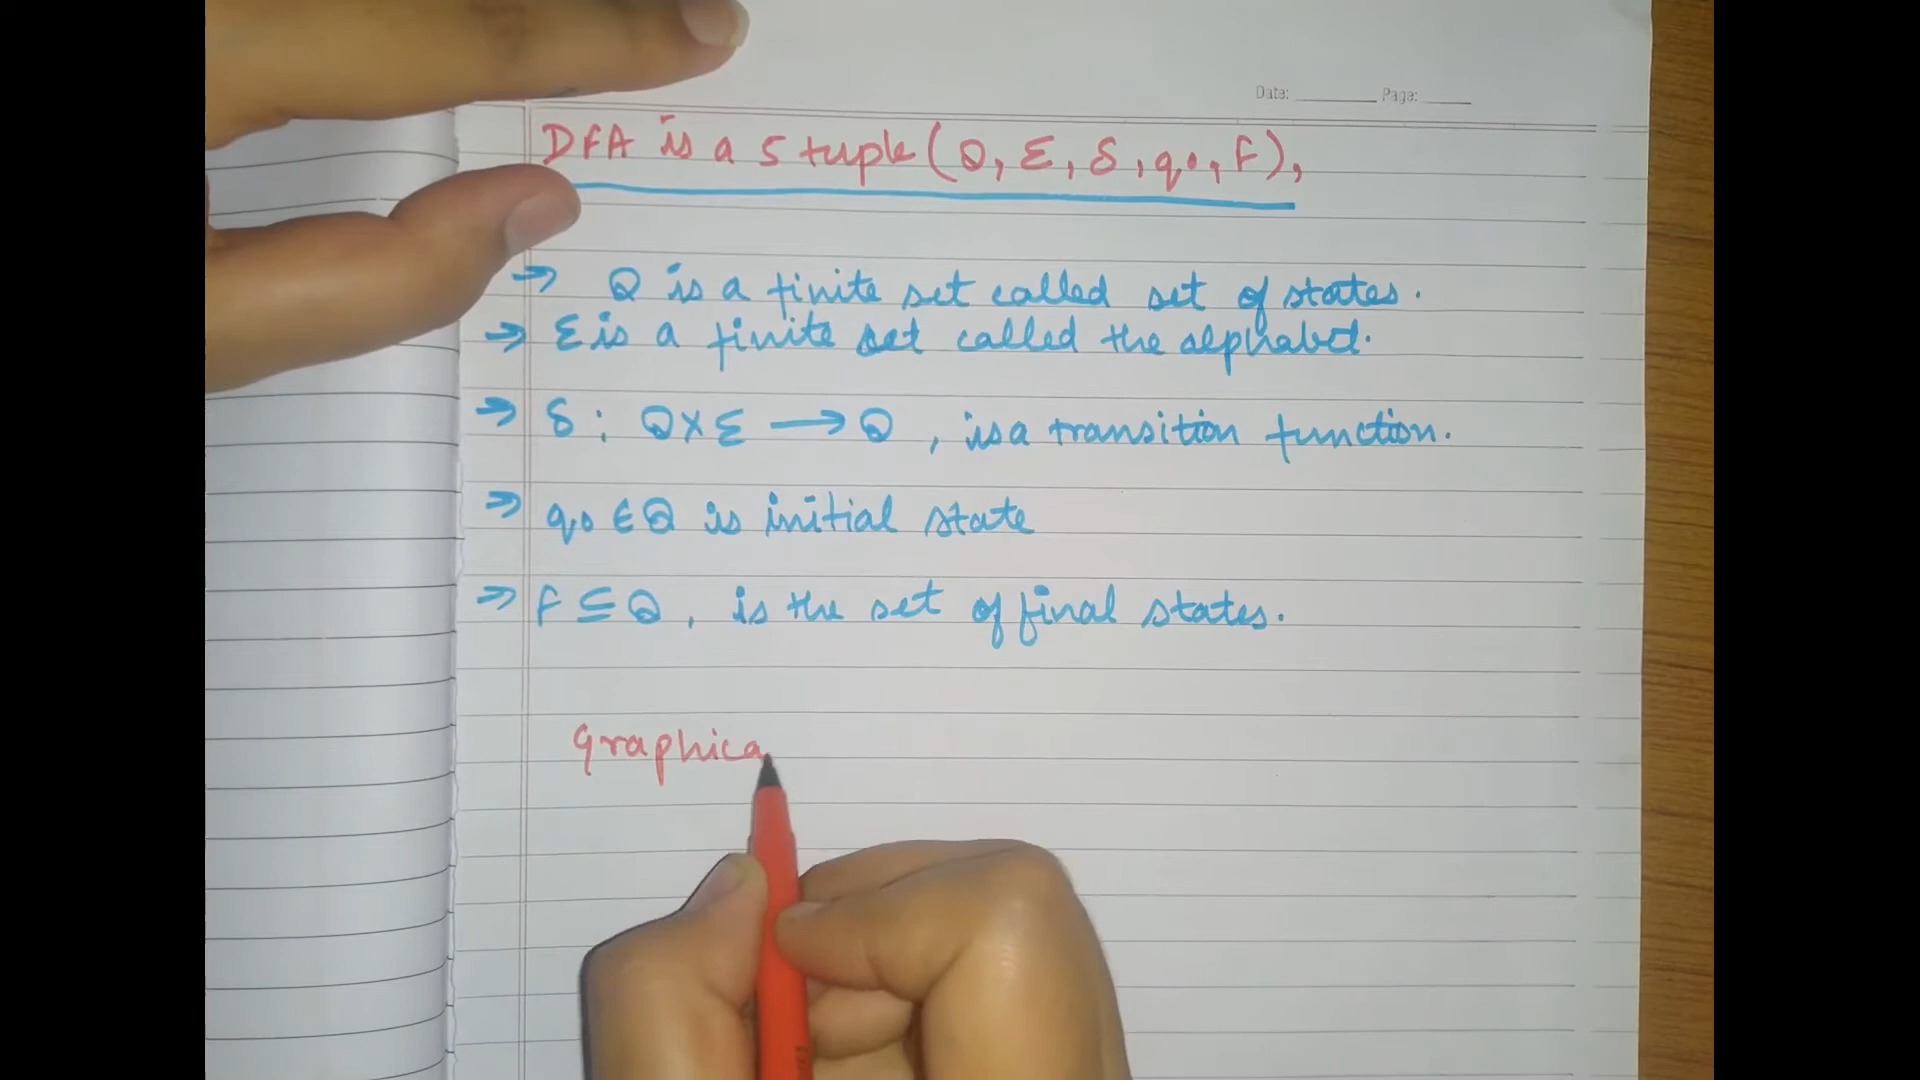 Date: Page:
DFA is a 5 tuple (Q, Σ, δ, q0, F),
⇒ Q is a finite set called set of states.
⇒ Σ is a finite set called the alphabet.
⇒ δ : Q×Σ ⟶ Q , is a transition function.
⇒ q0 ∈ Q is initial state
⇒ F ⊆ Q , is the set of final states.
Graphica